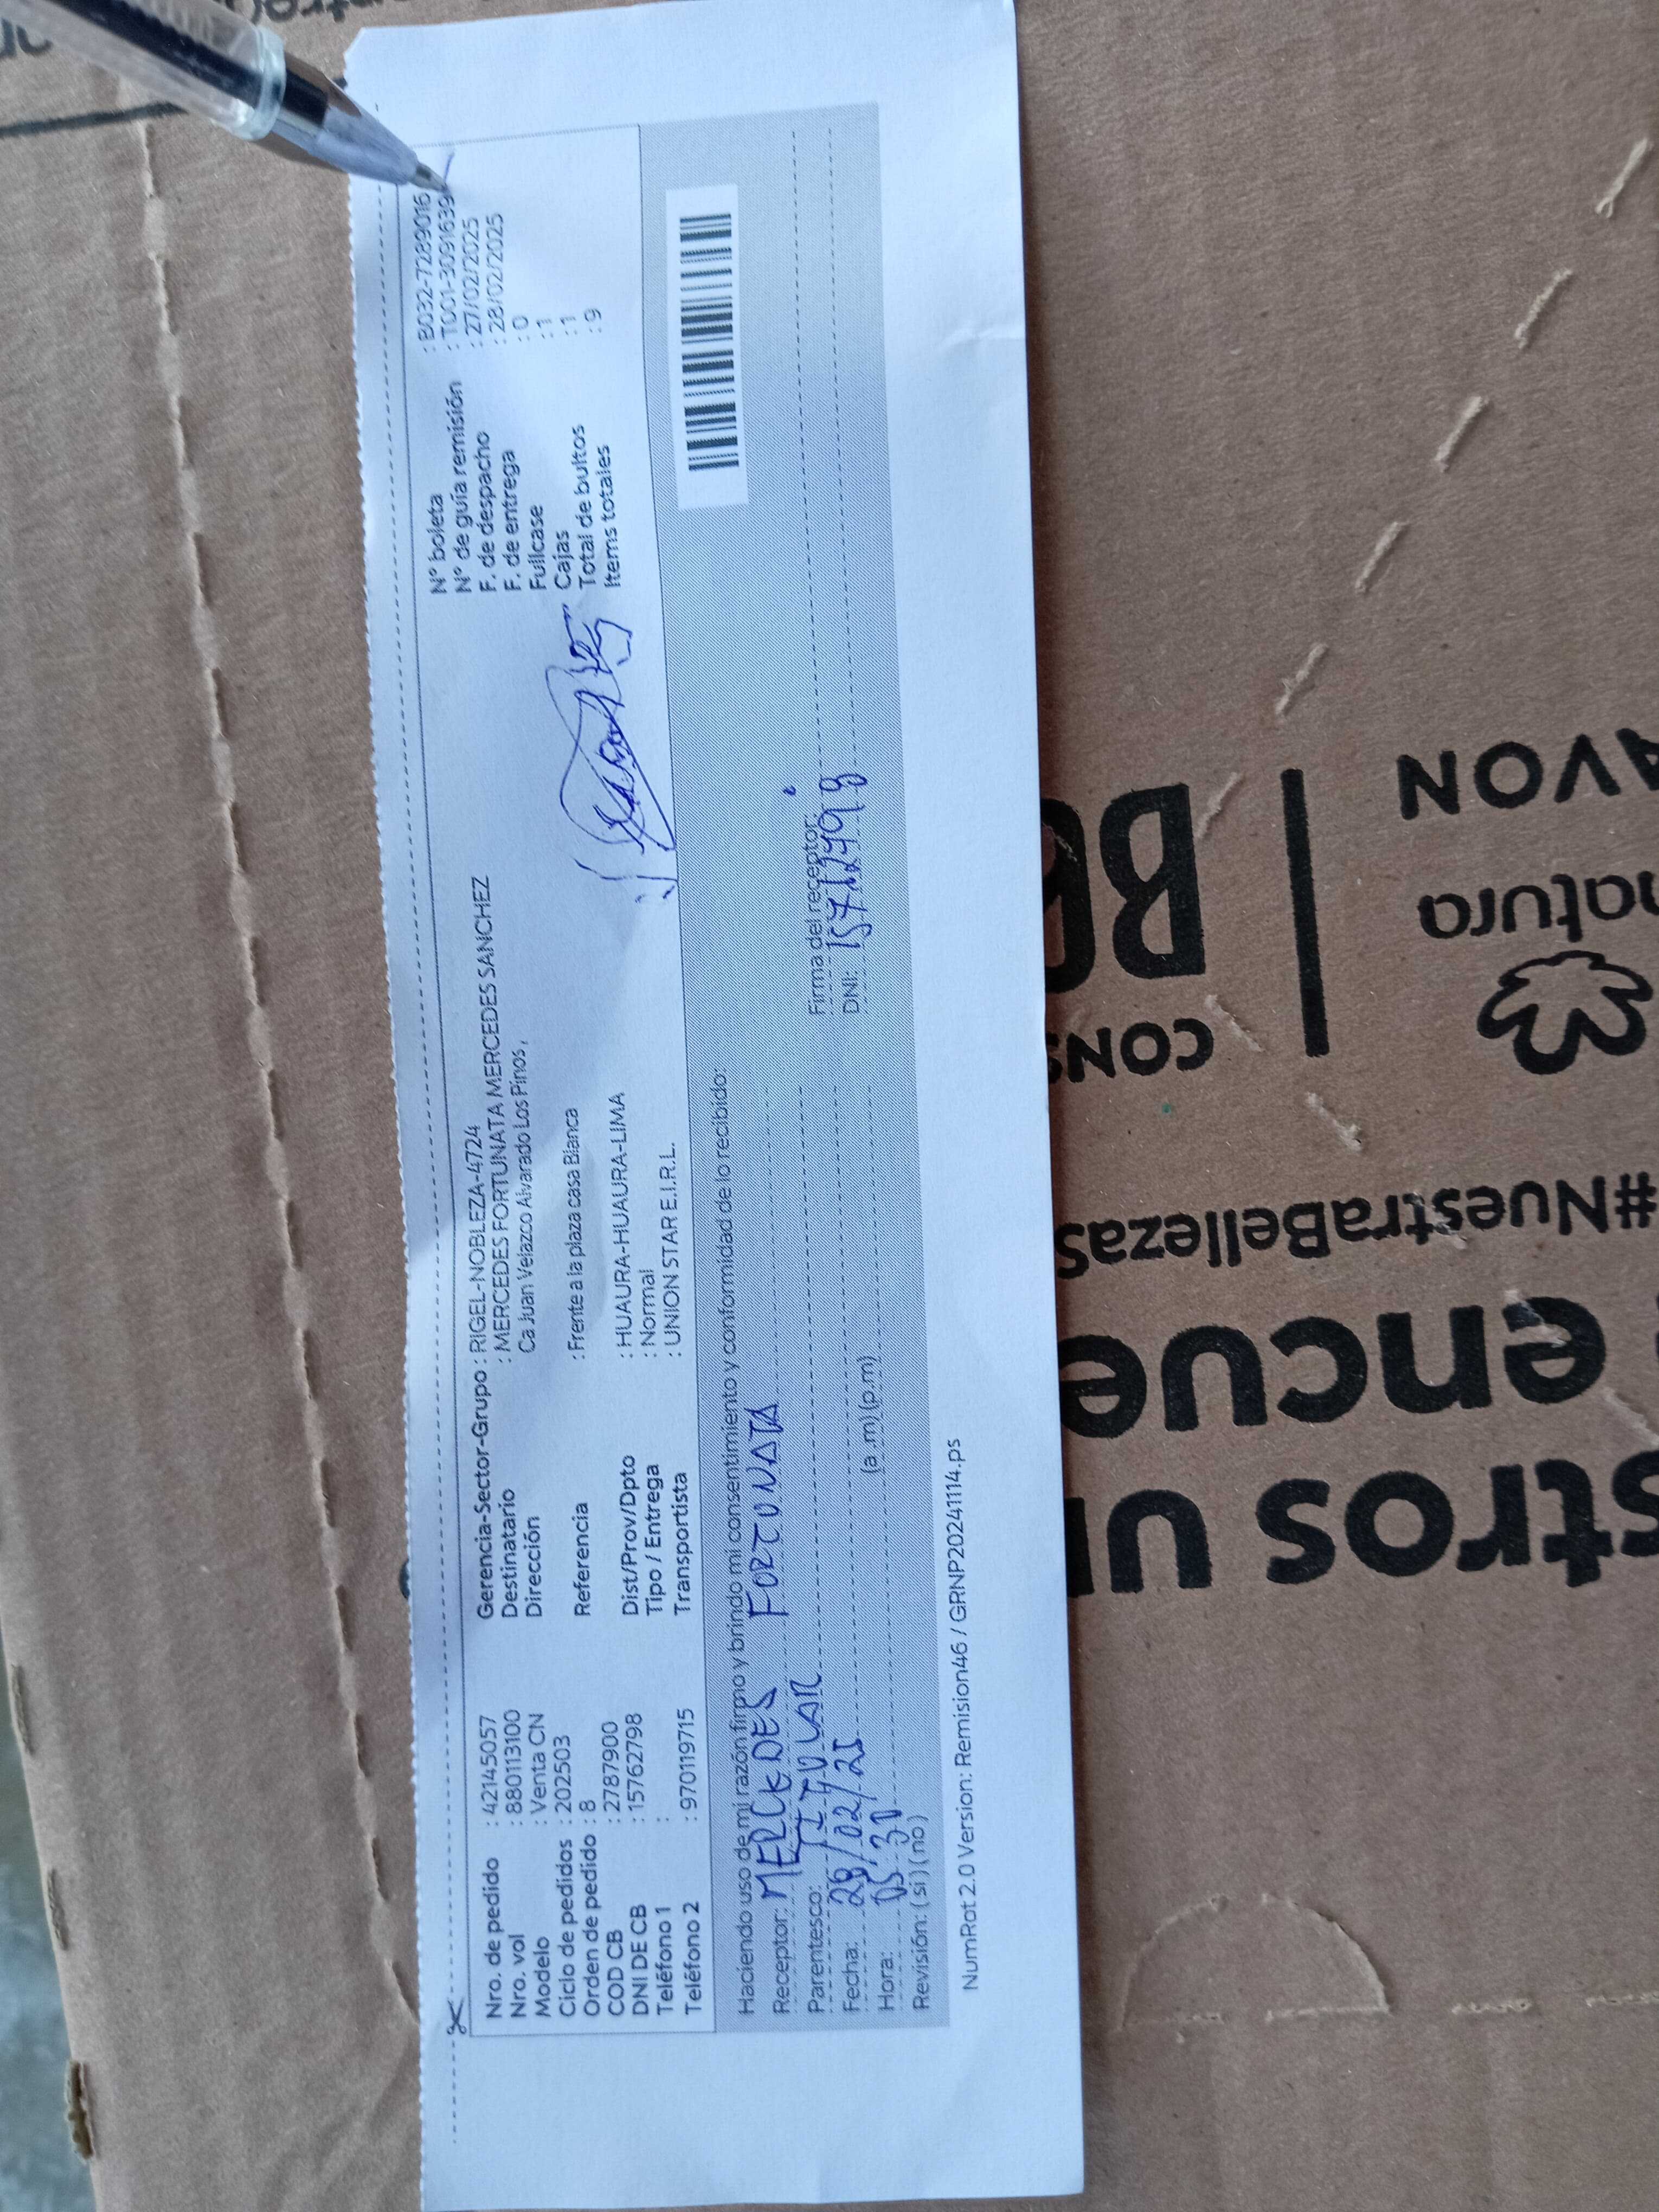 Nro. de pedido : 42145057
Nro. vol : 880113100
Modelo : Venta CN
Ciclo de pedidos : 202503
Orden de pedido : 8
COD CB : 2787900
DNI DE CB : 15762798
Teléfono 1 :
Teléfono 2 : 970119715
Gerencia-Sector-Grupo : RIGEL-NOBLEZA-4724
Destinatario : MERCEDES FORTUNATA MERCEDES SANCHEZ
Dirección Ca Juan Velazco Alvarado Los Pinos,
Referencia : Frente a la plaza casa Blanca
Dist/Prov/Dpto : HUAURA-HUAURA-LIMA
Tipo / Entrega : Normal
Transportista : UNION STAR E.I.R.L.
N° boleta : B032-7289016
N° de guía remisión : T001-3091639
F. de despacho : 27/02/2025
F. de entrega : 28/02/2025
Fullcase : 0
Cajas : 1
Total de bultos : 1
Items totales : 9
Haciendo uso de mi razón firmo y brindo mi consentimiento y conformidad de lo recibido:
Receptor: MERCEDES FORTUNATA
Parentesco: TITULAR
Fecha: 28/02/25
Hora: 05:30 (a.m) (p.m)
Revisión: ( si ) ( no )
Firma del receptor:
DNI:
NumRot 2.0 Version: Remision46 / GRNP20241114.ps
stros un
encue
#NuestraBellezaS
CONS
natura
AVON